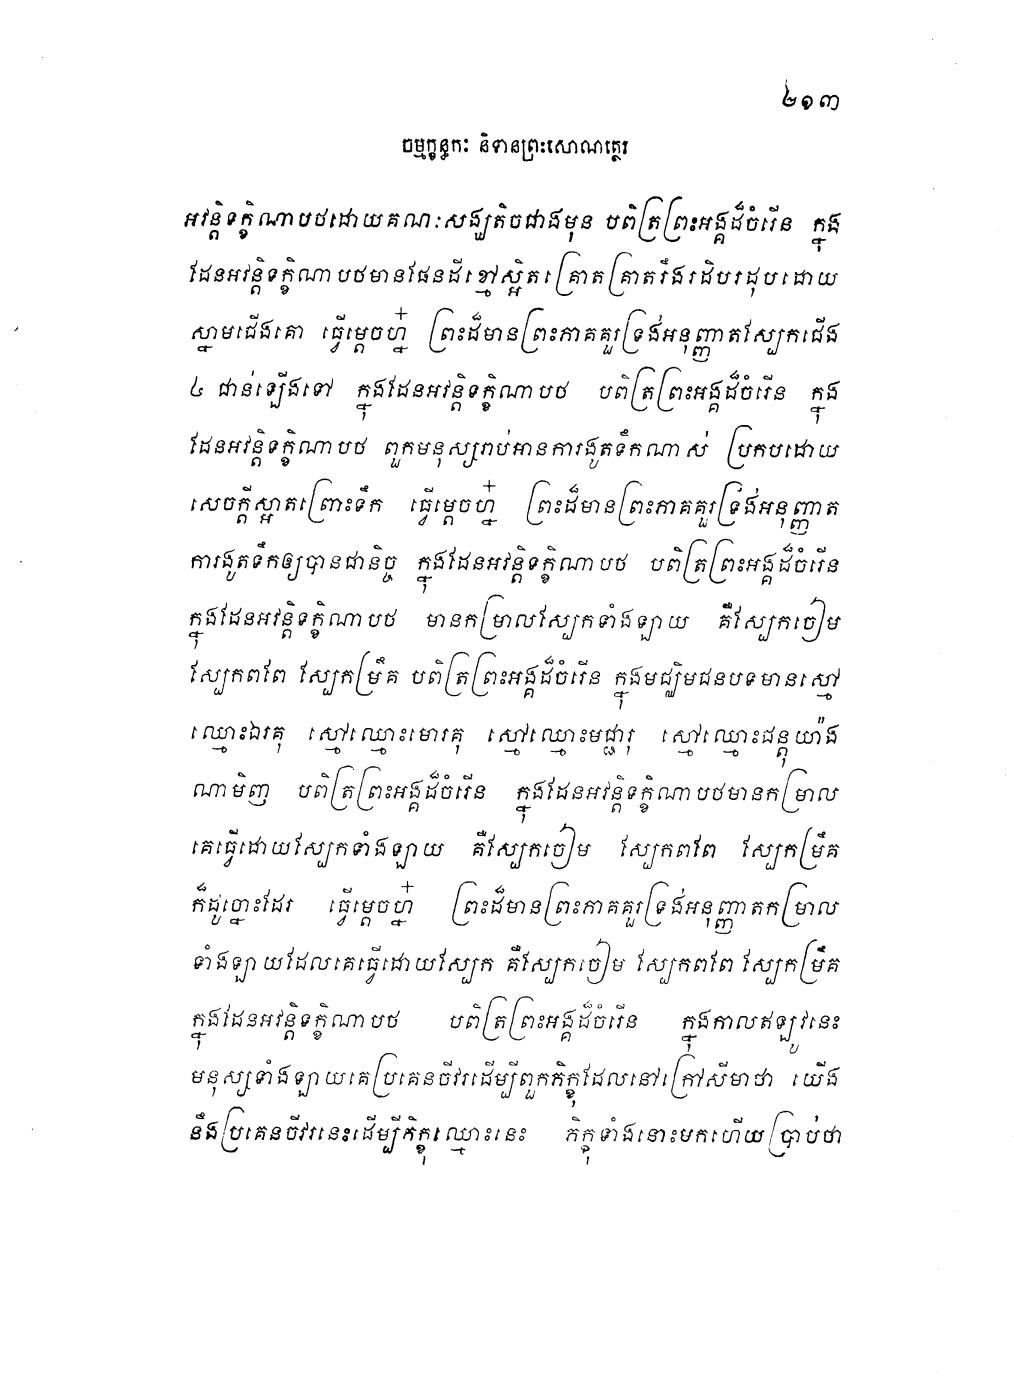 ២១៣
ចម្មក្ខន្ធកៈ និទានព្រះសោណត្ថេរ
អវន្តិទក្ខិណាបថដោយគណៈសង្ឃតិចជាងមុន បពិត្រព្រះអង្គដ៏ចំរើន ក្នុង
ដែនអវន្តិទក្ខិណាបថមានផែនដីខ្មៅស្អិតគ្រោតគ្រាតរឹងរដិបរដុបដោយ
ស្នាមជើងគោ ធ្វើម្តេចហ្ន៎ ព្រះដ៏មានព្រះភាគគួរទ្រង់អនុញ្ញាតស្បែកជើង
៤ ជាន់ឡើងទៅ ក្នុងដែនអវន្តិទក្ខិណាបថ បពិត្រព្រះអង្គដ៏ចំរើន ក្នុង
ដែនអវន្តិទក្ខិណាបថ ពួកមនុស្សរាប់អានការងូតទឹកណាស់ ប្រកបដោយ
សេចក្តីស្អាតព្រោះទឹក ធ្វើម្តេចហ្ន៎ ព្រះដ៏មានព្រះភាគគួរទ្រង់អនុញ្ញាត
ការងូតទឹកឲ្យបានជានិច្ច ក្នុងដែនអវន្តិទក្ខិណាបថ បពិត្រព្រះអង្គដ៏ចំរើន
ក្នុងដែនអវន្តិទក្ខិណាបថ មានកម្រាលស្បែកទាំងឡាយ គឺស្បែកចៀម
ស្បែកពពែ ស្បែកម្រឹគ បពិត្រព្រះអង្គដ៏ចំរើន ក្នុងមជ្ឈិមជនបទមានស្មៅ
ឈ្មោះឯរគុ ស្មៅឈ្មោះមោរគុ ស្មៅឈ្មោះមជ្ជារុ ស្មៅឈ្មោះជន្តុយ៉ាង
ណាមិញ បពិត្រព្រះអង្គដ៏ចំរើន ក្នុងដែនអវន្តិទក្ខិណាបថមានកម្រាល
គេធ្វើដោយស្បែកទាំងឡាយ គឺស្បែកចៀម ស្បែកពពែ ស្បែកម្រឹគ
ក៏ដូច្នោះដែរ ធ្វើម្តេចហ្ន៎ ព្រះដ៏មានព្រះភាគគួរទ្រង់អនុញ្ញាតកម្រាល
ទាំងឡាយដែលគេធ្វើដោយស្បែក គឺស្បែកចៀម ស្បែកពពែ ស្បែកម្រឹគ
ក្នុងដែនអវន្តិទក្ខិណាបថ បពិត្រព្រះអង្គដ៏ចំរើន ក្នុងកាលឥឡូវនេះ
មនុស្សទាំងឡាយគេប្រគេនចីវរដើម្បីពួកភិក្ខុដែលនៅក្រៅសីមាថា យើង
នឹងប្រគេនចីវរនេះដើម្បីភិក្ខុឈ្មោះនេះ ភិក្ខុទាំងនោះមកហើយប្រាប់ថា